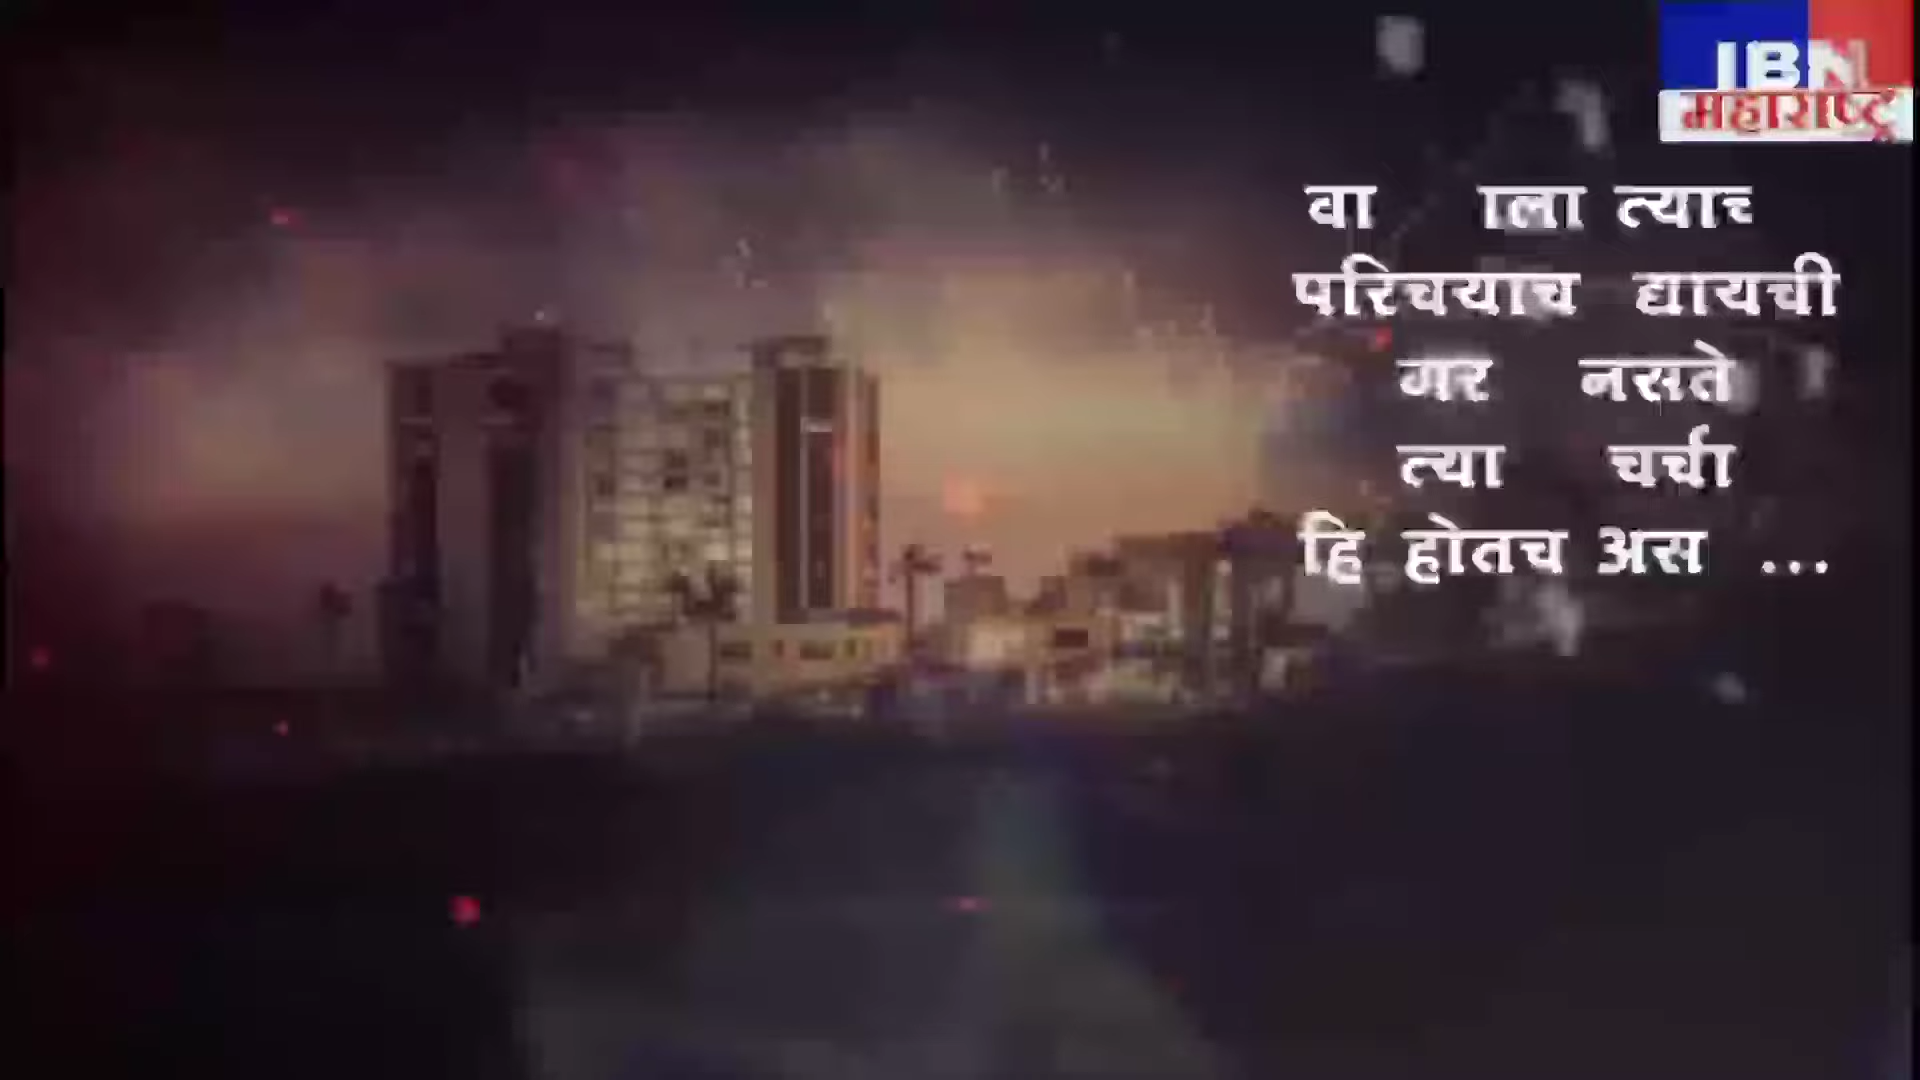 IBN
महाराष्ट्र
वा ाला त्याच
परिचयाच द्यायची
गर नसते
त्या चर्चा
हि होतच अस ...